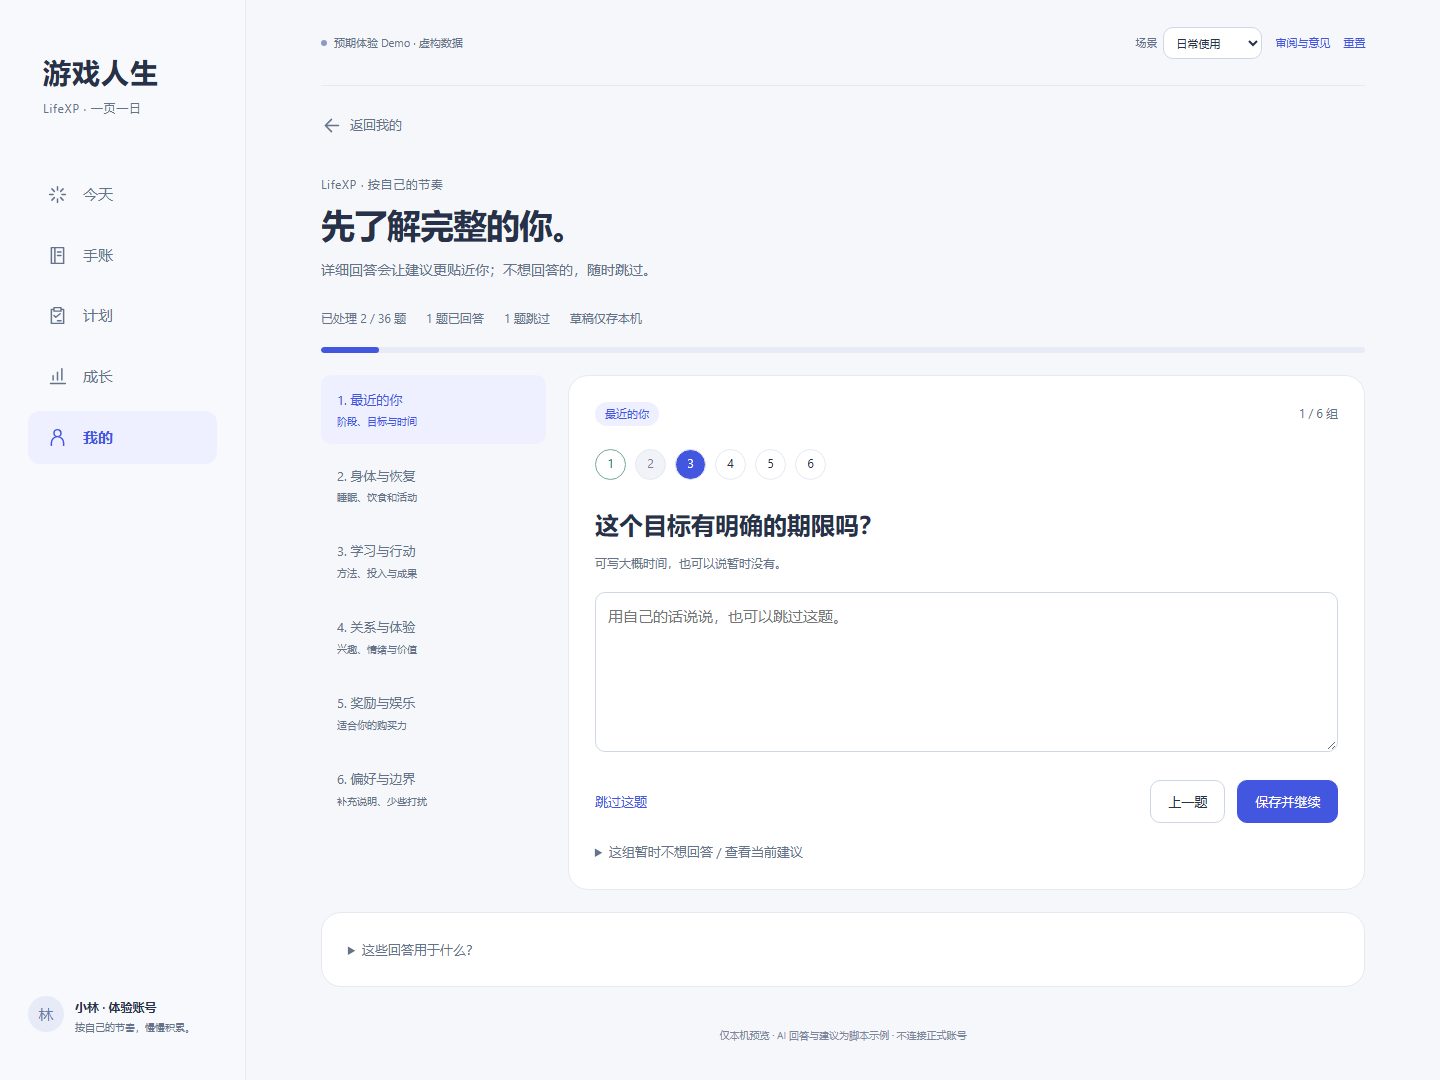 游戏人生
LifeXP · 一页一日
今天
手账
计划
成长
我的
小林 · 体验账号
按自己的节奏，慢慢积累。
预期体验 Demo · 虚构数据
场景
日常使用
审阅与意见
重置
返回我的
LifeXP · 按自己的节奏
先了解完整的你。
详细回答会让建议更贴近你；不想回答的，随时跳过。
已处理 2 / 36 题
1 题已回答
1 题跳过
草稿仅存本机
1. 最近的你
阶段、目标与时间
2. 身体与恢复
睡眠、饮食和活动
3. 学习与行动
方法、投入与成果
4. 关系与体验
兴趣、情绪与价值
5. 奖励与娱乐
适合你的购买力
6. 偏好与边界
补充说明、少些打扰
最近的你
1 / 6 组
1 2 3 4 5 6
这个目标有明确的期限吗？
可写大概时间，也可以说暂时没有。
用自己的话说说，也可以跳过这题。
跳过这题
上一题
保存并继续
这组暂时不想回答 / 查看当前建议
这些回答用于什么？
仅本机预览 · AI 回答与建议为脚本示例 · 不连接正式账号